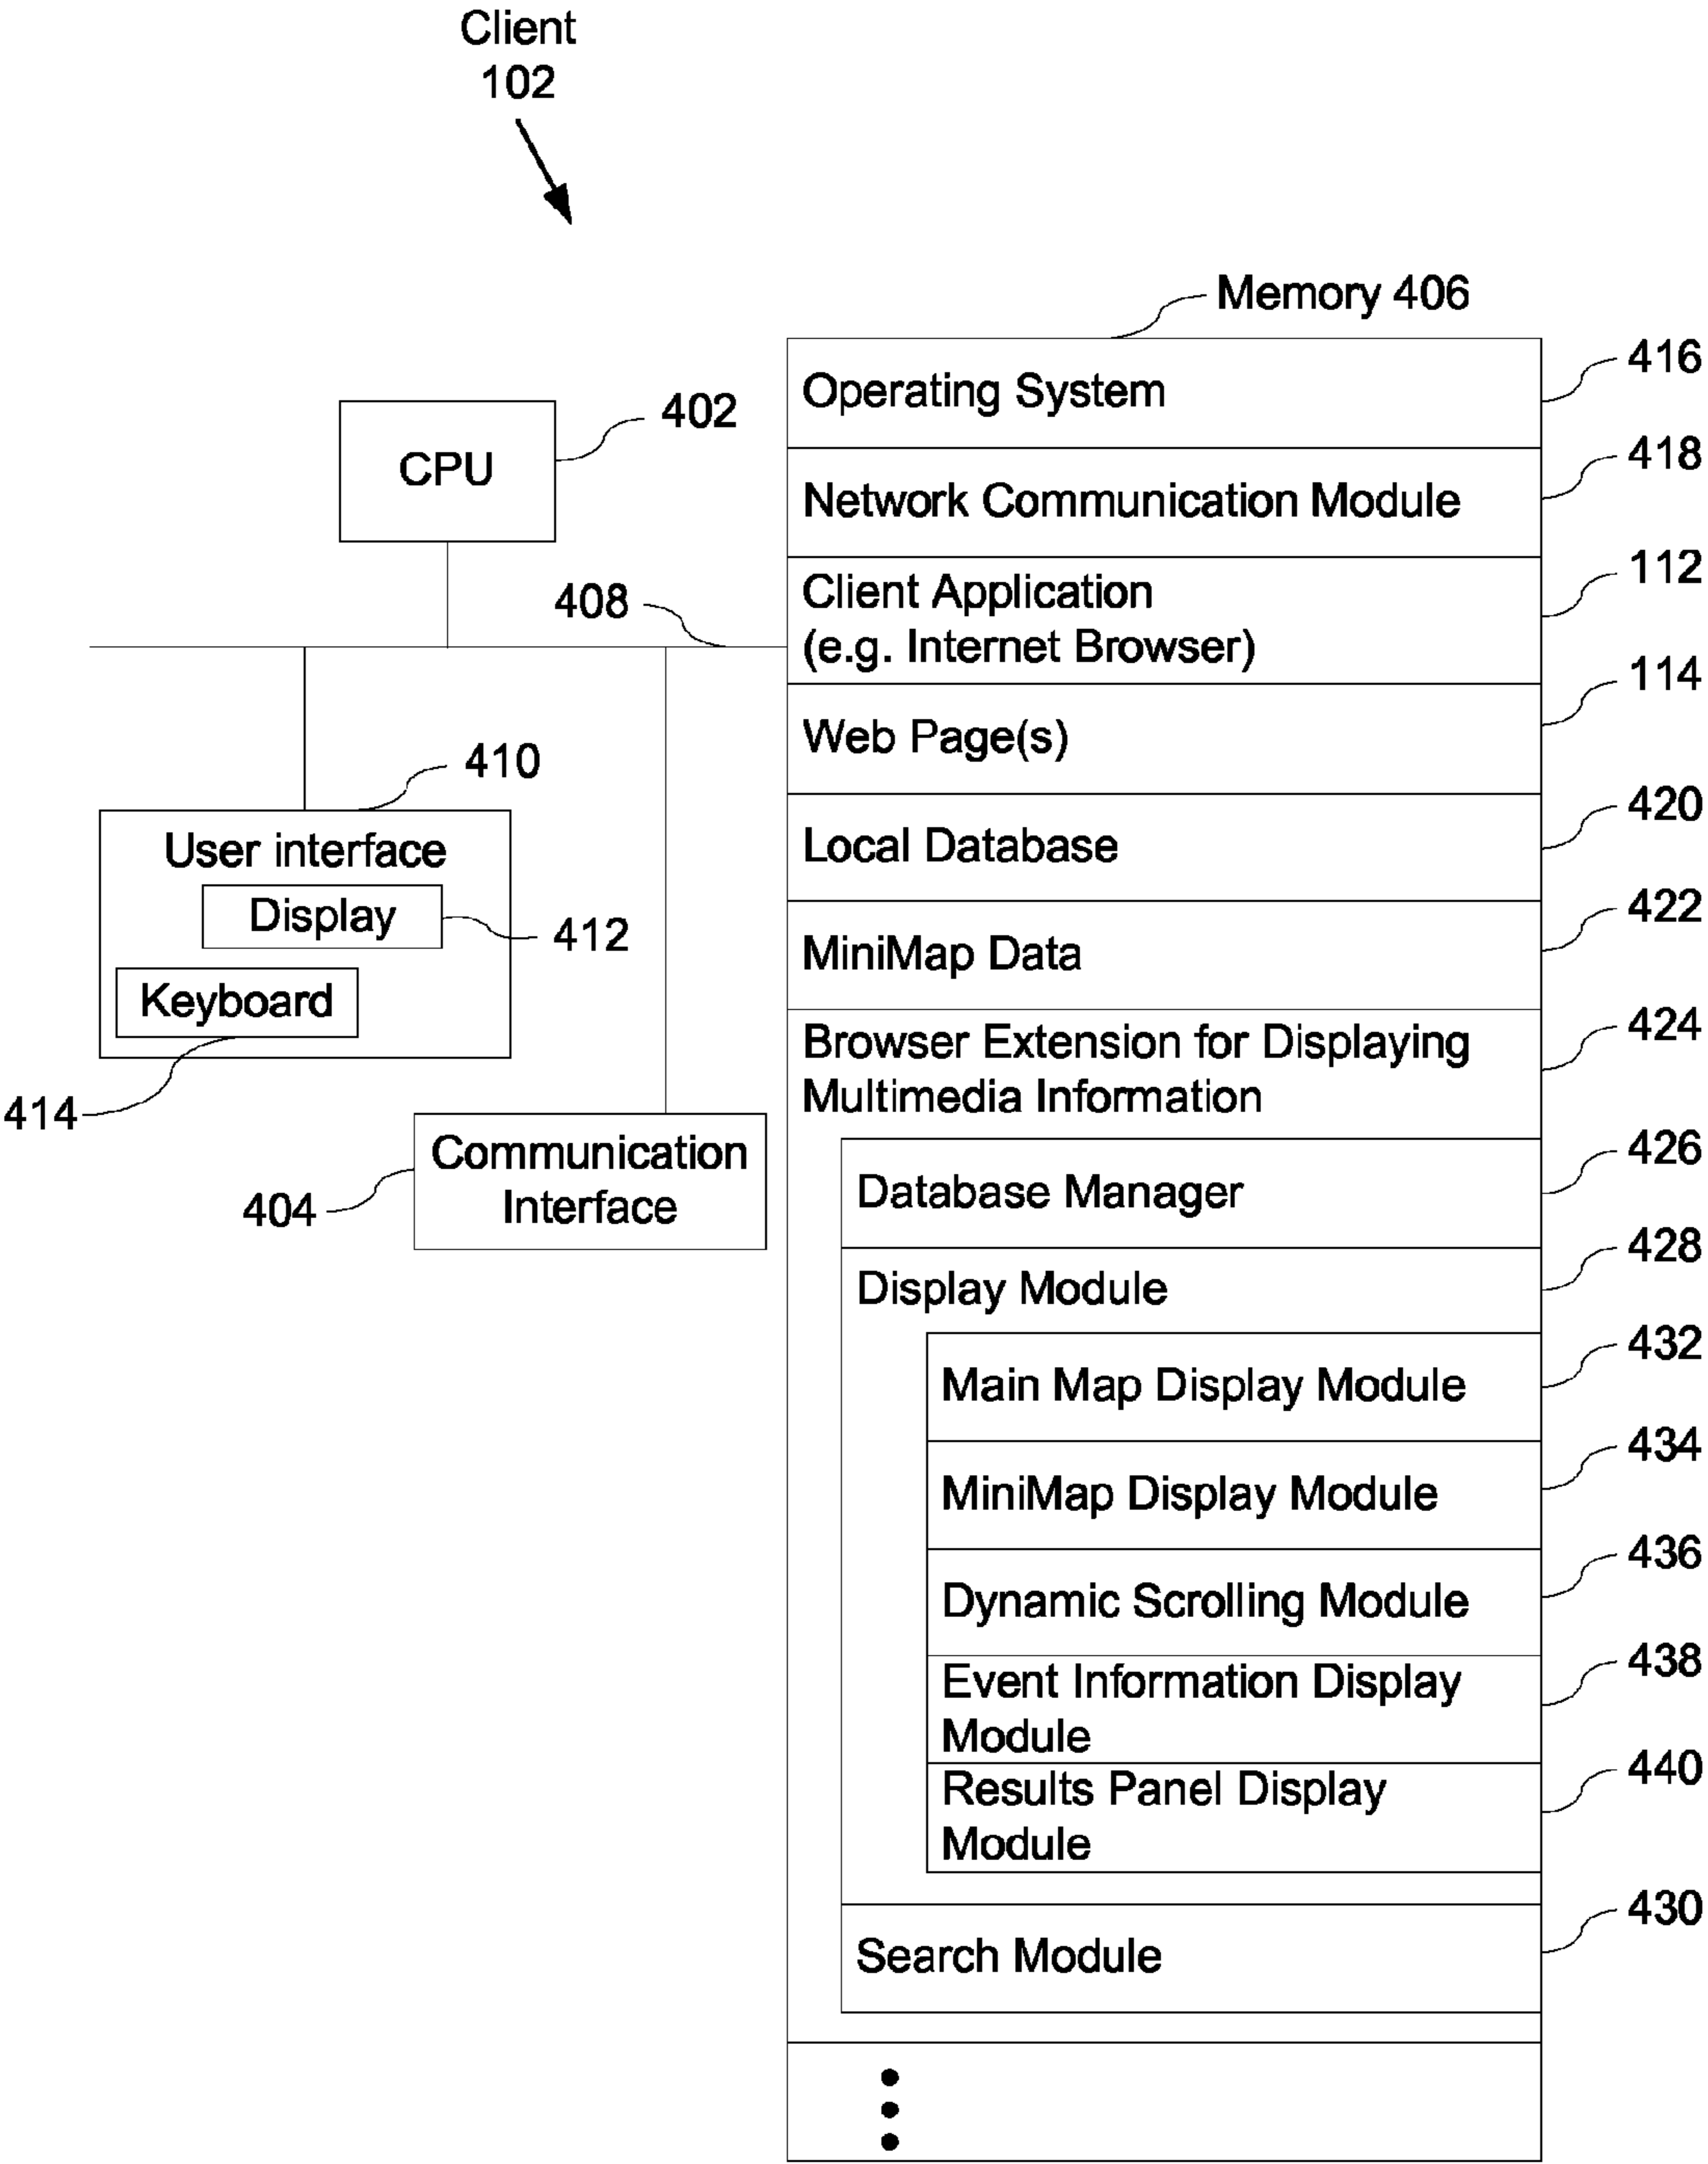 Client
102
Memory 406
Operating System
416
Network Communication Module
418
Client Application
(e.g. Internet Browser)
112
Web Page(s)
114
Local Database
420
MiniMap Data
422
Browser Extension for Displaying
Multimedia Information
424
Database Manager
426
Display Module
428
Main Map Display Module
432
MiniMap Display Module
434
Dynamic Scrolling Module
436
Event Information Display
Module
438
Results Panel Display
Module
440
Search Module
430
CPU
402
408
410
User interface
Display
412
Keyboard
414
Communication
Interface
404